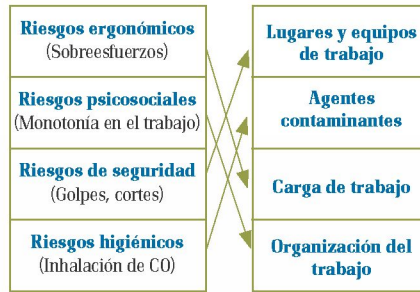 Riesgos ergonómicos
(Sobreesfuerzos)
Riesgos psicosociales
(Monotonía en el trabajo)
Riesgos de seguridad
(Golpes, cortes)
Riesgos higiénicos
(Inhalación de CO)
Lugares y equipos
de trabajo
Agentes
contaminantes
Carga de trabajo
Organización del
trabajo